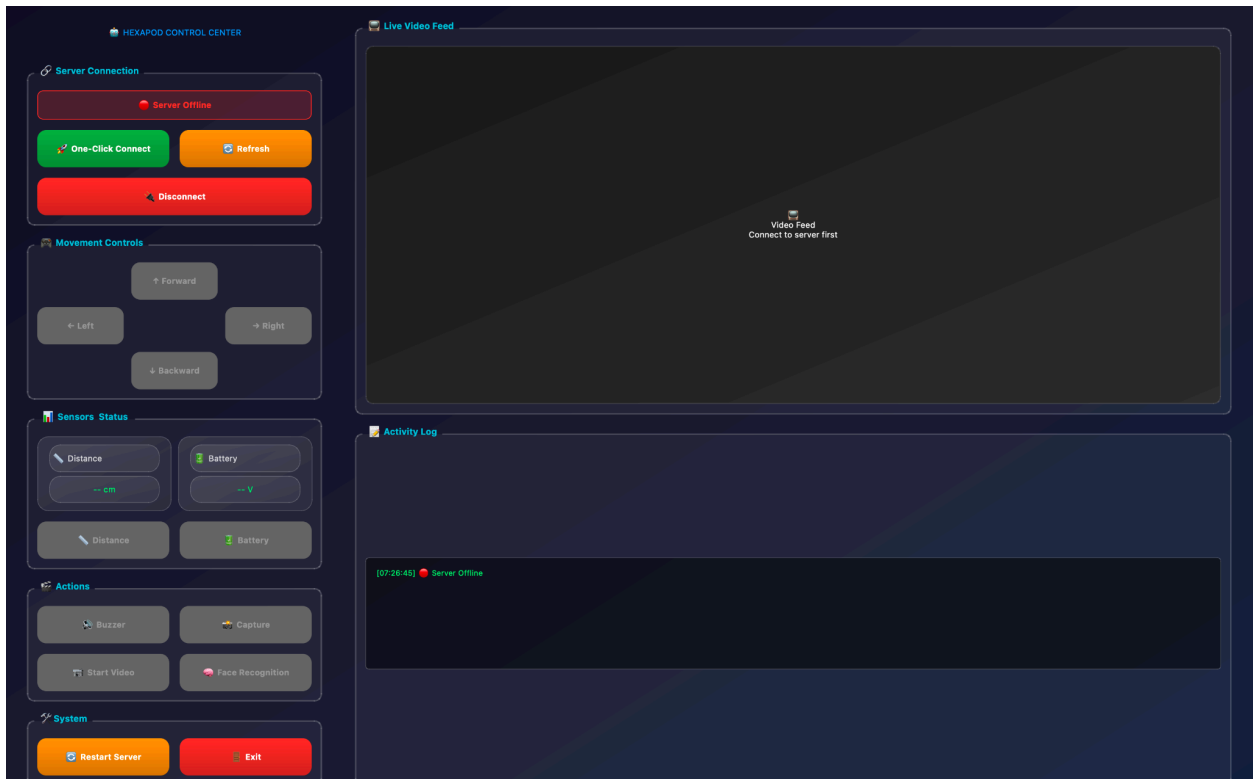 🤖 HEXAPOD CONTROL CENTER
🔗 Server Connection
🔴 Server Offline
🚀 One-Click Connect
🔄 Refresh
🔌 Disconnect
🎮 Movement Controls
↑ Forward
← Left
→ Right
↓ Backward
📊 Sensors Status
📏 Distance
🔋 Battery
-- cm
-- V
📏 Distance
🔋 Battery
🎬 Actions
🔊 Buzzer
📸 Capture
📹 Start Video
🧠 Face Recognition
🛠 System
🔄 Restart Server
🚪 Exit
📺 Live Video Feed
📺
Video Feed
Connect to server first
📝 Activity Log
[07:26:45] 🔴 Server Offline